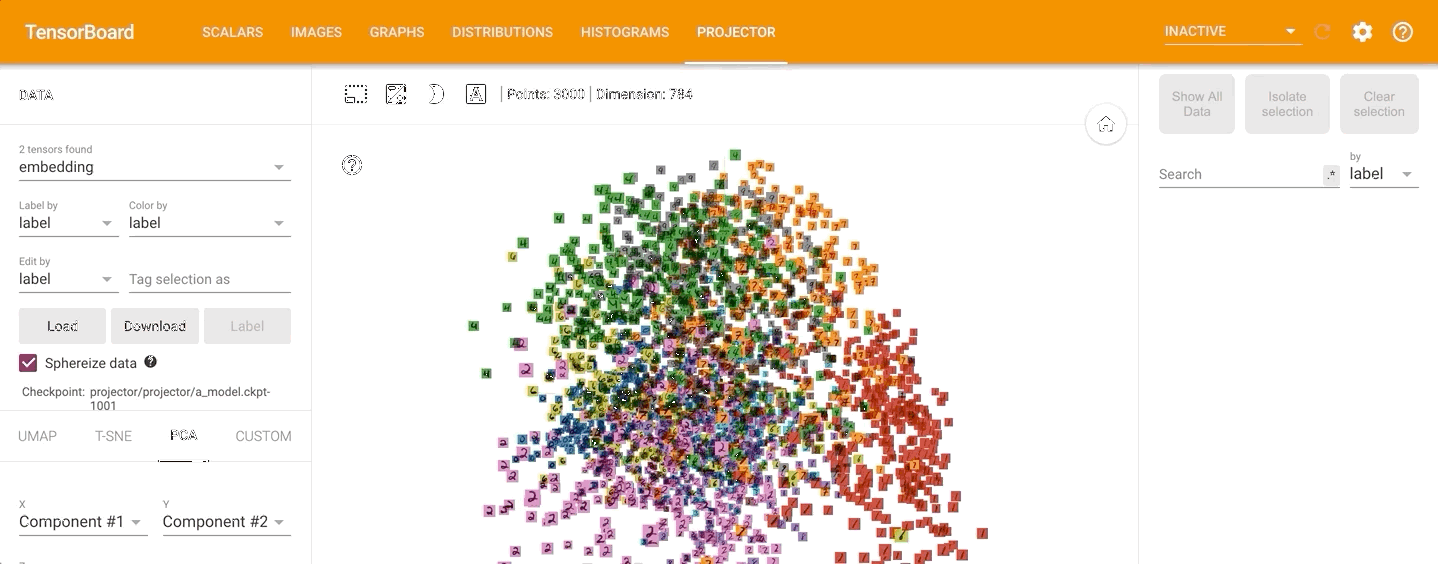 TensorBoard SCALARS IMAGES GRAPHS DISTRIBUTIONS HISTOGRAMS PROJECTOR INACTIVE
DATA
Points: 3000 | Dimension: 784
Show All Data
Isolate selection
Clear selection
2 tensors found
embedding
Search .*
by
label
Label by
label
Color by
label
Edit by
label
Tag selection as
Load Download Label
Sphereize data
Checkpoint: projector/projector/a_model.ckpt-
1001
UMAP T-SNE PCA CUSTOM
X
Component #1
Y
Component #2